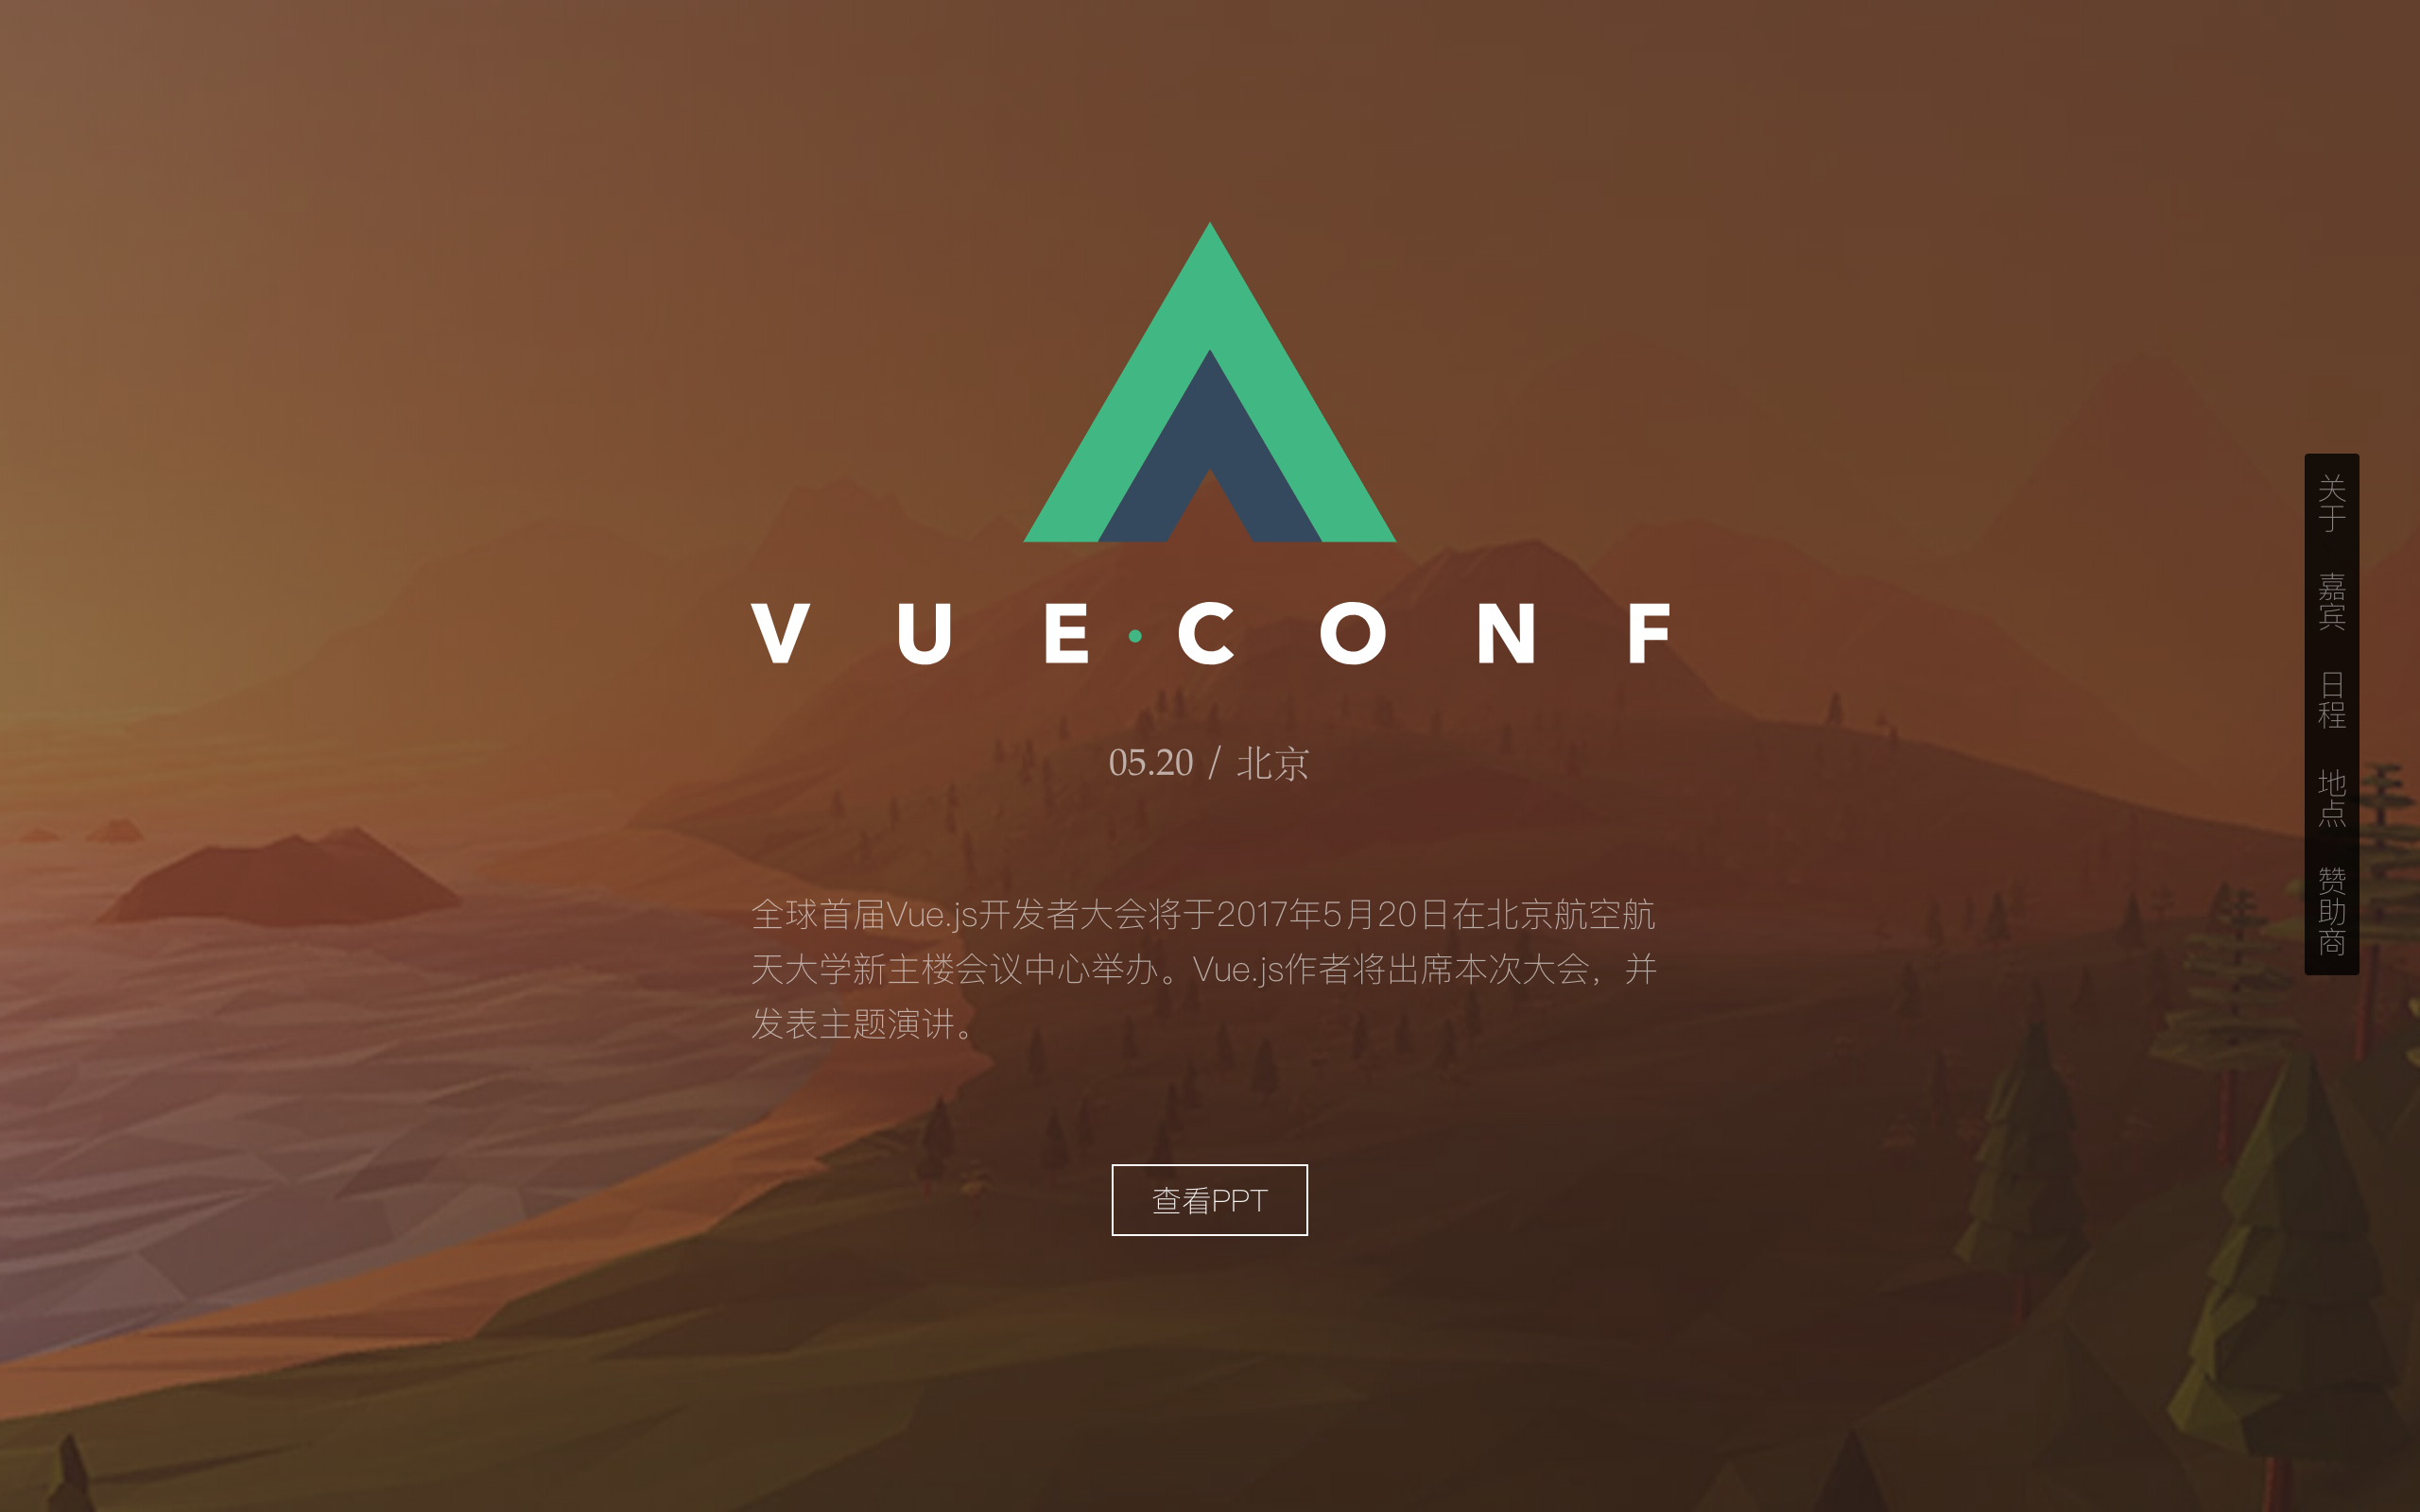 VUE·CONF
05.20 / 北京
全球首届Vue.js开发者大会将于2017年5月20日在北京航空航
天大学新主楼会议中心举办。Vue.js作者将出席本次大会，并
发表主题演讲。
查看PPT
关于
嘉宾
日程
地点
赞助商